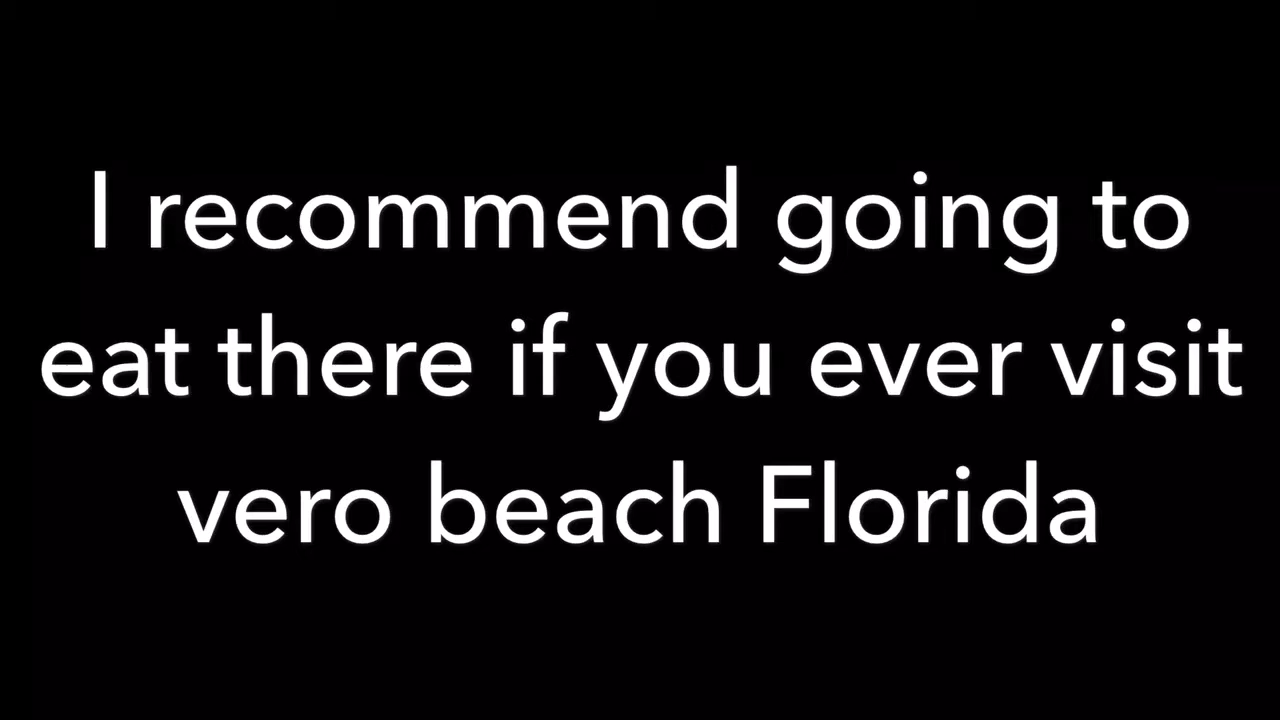 I recommend going to
eat there if you ever visit
vero beach Florida